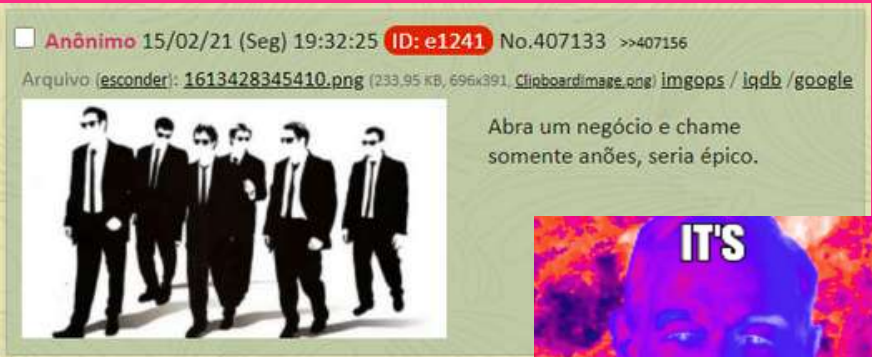 Anônimo 15/02/21 (Seg) 19:32:25 ID: e1241 No.407133 >>407156
Arquivo (esconder): 1613428345410.png (233,95 KB, 696x391, ClipboardImage.png) imgops / iqdb /google
Abra um negócio e chame
somente anões, seria épico.
IT'S